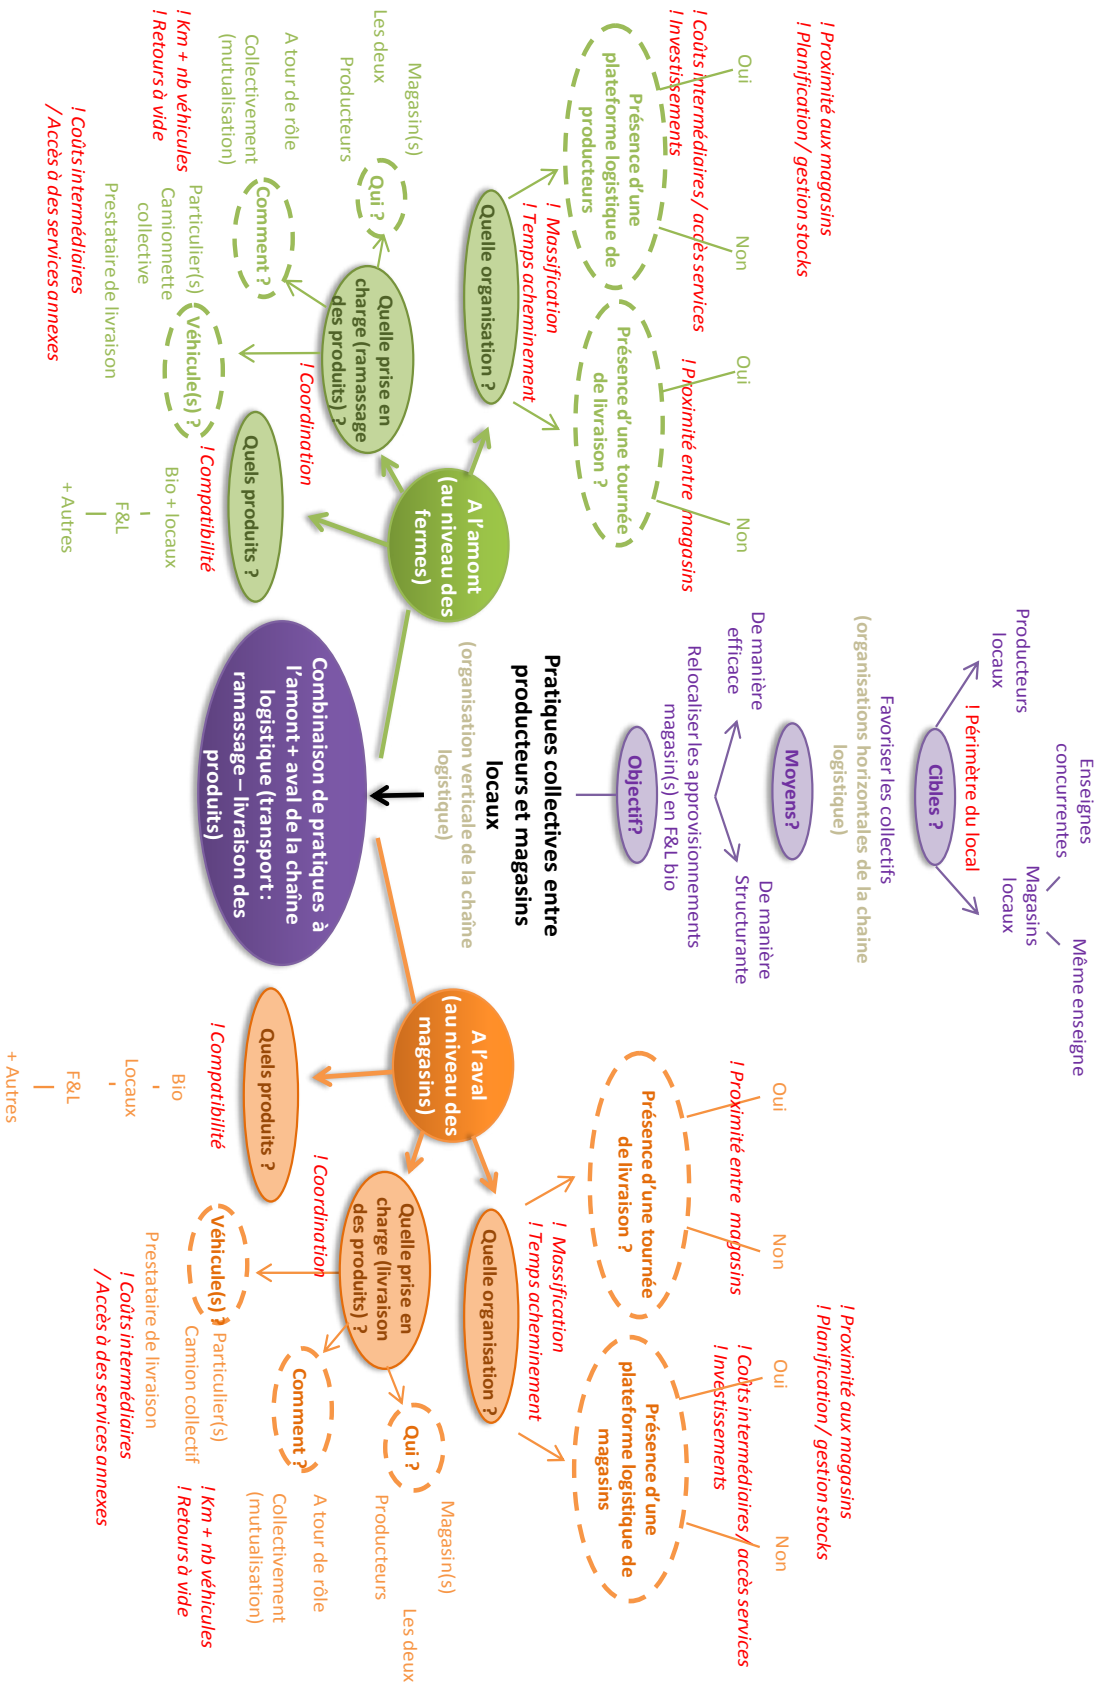 Enseignes
concurrentes
Même enseigne
Producteurs
locaux
Magasins
locaux
! Périmètre du local
Cibles ?
Favoriser les collectifs
(organisations horizontales de la chaine
logistique)
Moyens?
De manière
efficace
De manière
Structurante
Relocaliser les approvisionnements
magasin(s) en F&L bio
Objectif?
Pratiques collectives entre
producteurs et magasins
locaux
(organisation verticale de la chaîne
logistique)
Combinaison de pratiques à
l'amont + aval de la chaîne
logistique (transport :
ramassage – livraison des
produits)
! Proximité aux magasins
! Planification / gestion stocks
Oui
Non
! Coûts intermédiaires / accès services
! Investissements
Présence d'une
plateforme logistique de
producteurs
Oui
Non
! Proximité entre magasins
Présence d'une tournée
de livraison ?
! Massification
! Temps acheminement
Quelle organisation ?
A l'amont
(au niveau des
fermes)
Magasin(s)
Les deux
Producteurs
Qui ?
Quelle prise en
charge (ramassage
des produits) ?
A tour de rôle
Collectivement
(mutualisation)
Comment ?
! Km + nb véhicules
! Retours à vide
! Coordination
Particulier(s)
Camionnette
collective
Prestataire de livraison
Véhicule(s) ?
! Coûts intermédiaires
/ Accès à des services annexes
Quels produits ?
! Compatibilité
Bio + locaux
F&L
+ Autres
! Proximité aux magasins
! Planification / gestion stocks
Oui
Non
! Proximité entre magasins
Présence d'une tournée
de livraison ?
Oui
Non
! Coûts intermédiaires / accès services
! Investissements
Présence d'une
plateforme logistique de
magasins
! Massification
! Temps acheminement
Quelle organisation ?
A l'aval
(au niveau des
magasins)
Quelle prise en
charge (livraison
des produits) ?
Qui ?
Magasin(s)
Les deux
Producteurs
Comment ?
A tour de rôle
Collectivement
(mutualisation)
! Km + nb véhicules
! Retours à vide
! Coordination
Véhicule(s) ?
Particulier(s)
Camion collectif
Prestataire de livraison
! Coûts intermédiaires
/ Accès à des services annexes
Quels produits ?
! Compatibilité
Bio
Locaux
F&L
+ Autres